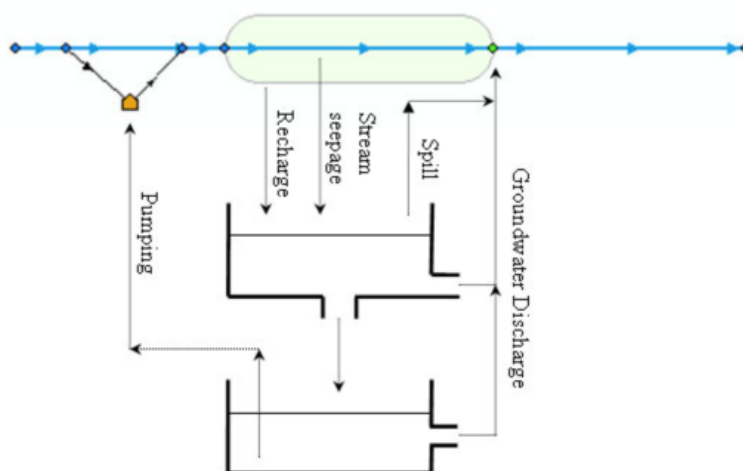 Recharge
Stream
seepage
Spill
Groundwater Discharge
Pumping